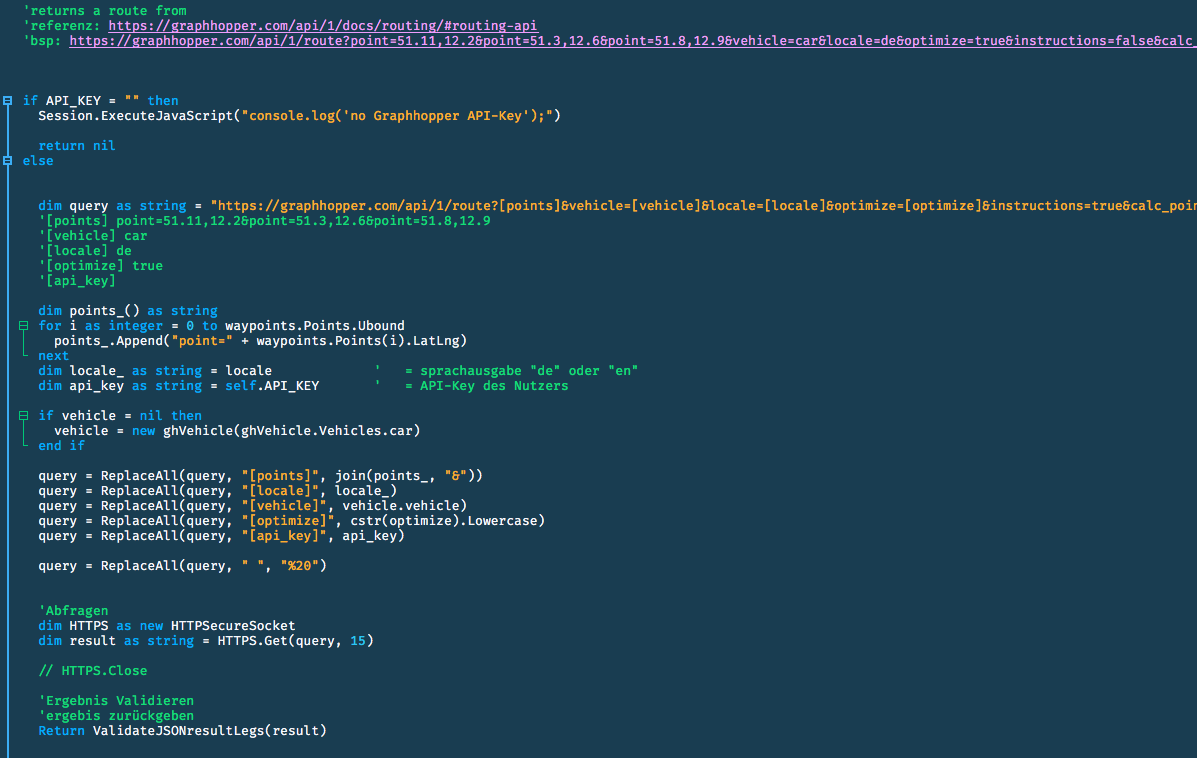 'returns a route from
'referenz: https://graphhopper.com/api/1/docs/routing/#routing-api
'bsp: https://graphhopper.com/api/1/route?point=51.11,12.2&point=51.3,12.6&point=51.8,12.9&vehicle=car&locale=de&optimize=true&instructions=false&calc_
if API_KEY = "" then
Session.ExecuteJavaScript("console.log('no Graphhopper API-Key');")
return nil
else
dim query as string = "https://graphhopper.com/api/1/route?[points]&vehicle=[vehicle]&locale=[locale]&optimize=[optimize]&instructions=true&calc_poin
'[points] point=51.11,12.2&point=51.3,12.6&point=51.8,12.9
'[vehicle] car
'[locale] de
'[optimize] true
'[api_key]
dim points_() as string
for i as integer = 0 to waypoints.Points.Ubound
points_.Append("point=" + waypoints.Points(i).LatLng)
next
dim locale_ as string = locale ' = sprachausgabe "de" oder "en"
dim api_key as string = self.API_KEY ' = API-Key des Nutzers
if vehicle = nil then
vehicle = new ghVehicle(ghVehicle.Vehicles.car)
end if
query = ReplaceAll(query, "[points]", join(points_, "&"))
query = ReplaceAll(query, "[locale]", locale_)
query = ReplaceAll(query, "[vehicle]", vehicle.vehicle)
query = ReplaceAll(query, "[optimize]", cstr(optimize).Lowercase)
query = ReplaceAll(query, "[api_key]", api_key)
query = ReplaceAll(query, " ", "%20")
'Abfragen
dim HTTPS as new HTTPSecureSocket
dim result as string = HTTPS.Get(query, 15)
// HTTPS.Close
'Ergebnis Validieren
'ergebis zurückgeben
Return ValidateJSONresultLegs(result)